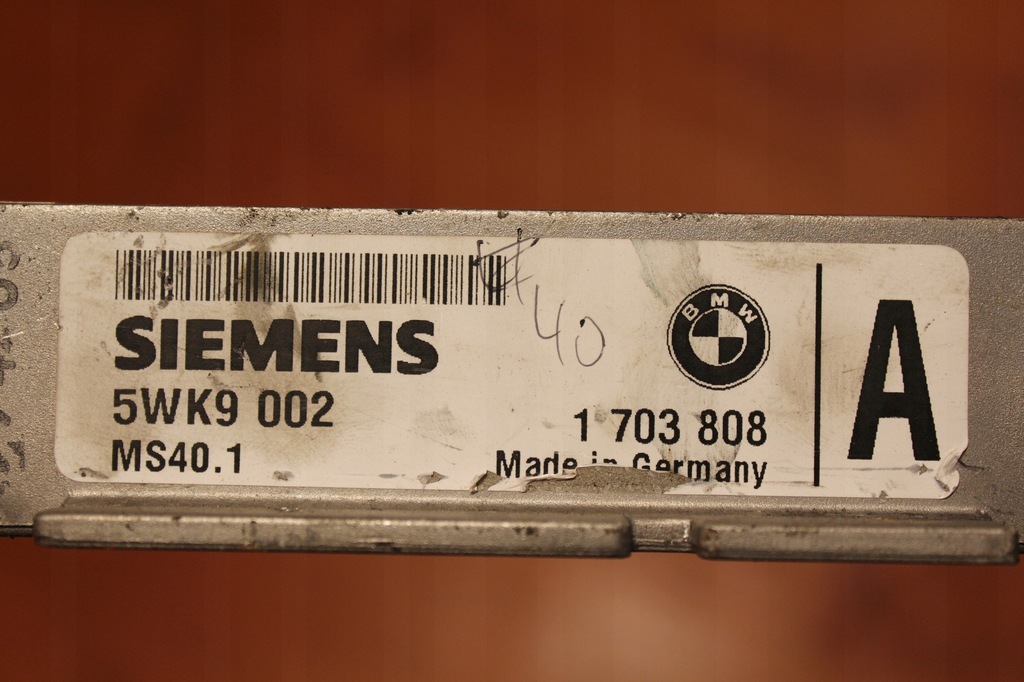 40
SIEMENS
BMW
5WK9 002
1 703 808
MS40.1
Made in Germany
A